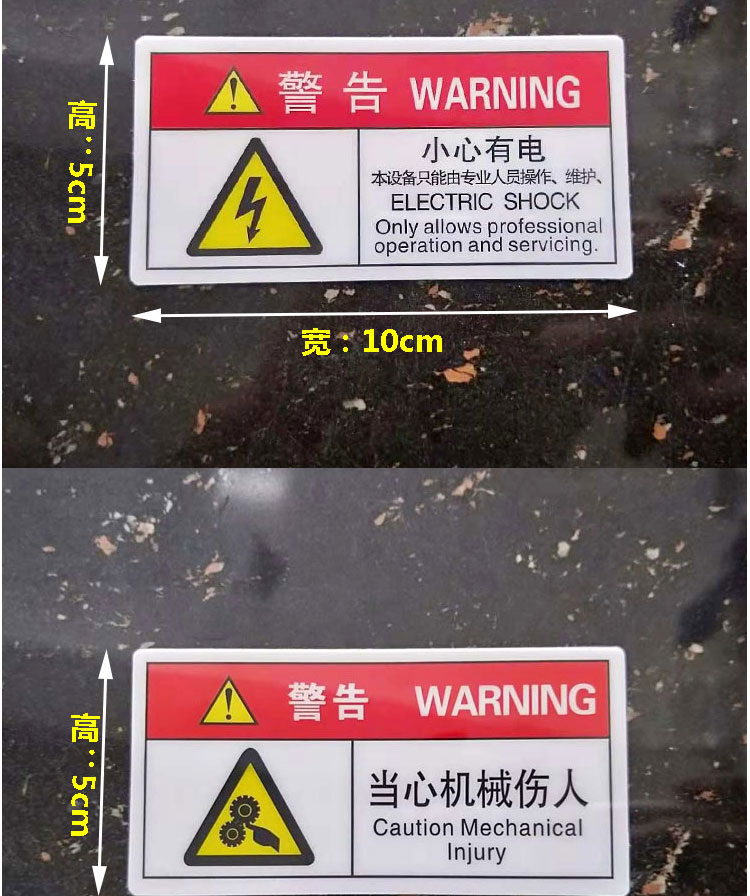 警告 WARNING
小心有电
本设备只能由专业人员操作、维护、
ELECTRIC SHOCK
Only allows professional
operation and servicing.
高：5cm
宽：10cm
警告 WARNING
当心机械伤人
Caution Mechanical
Injury
高：5cm